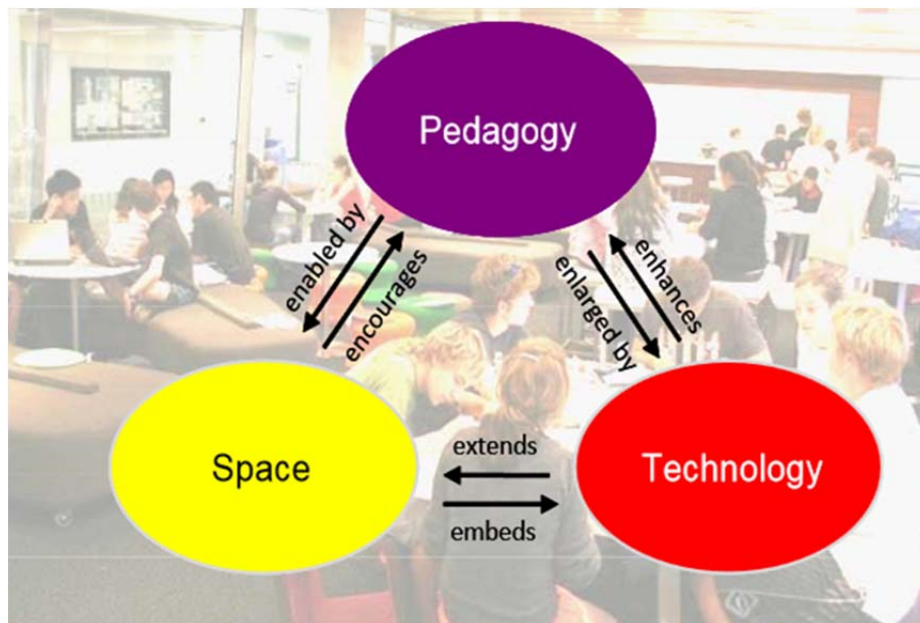 Pedagogy
enabled by
encourages
enlarged by
enhances
Space
extends
embeds
Technology